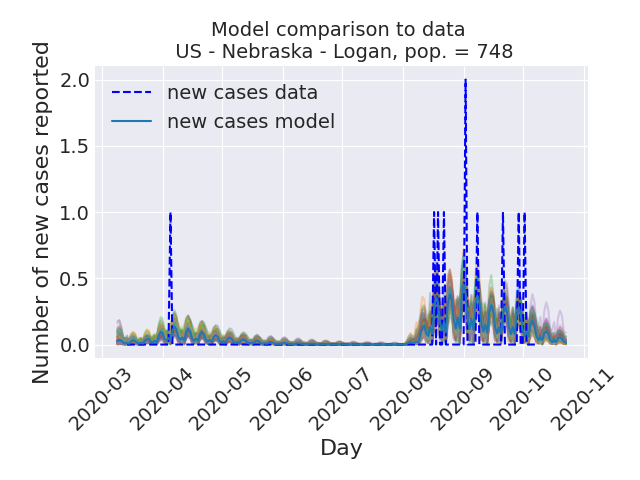 Model comparison to data
US - Nebraska - Logan, pop. = 748
Number of new cases reported
2.0
1.5
1.0
0.5
0.0
new cases data
new cases model
2020-03
2020-04
2020-05
2020-06
2020-07
2020-08
2020-09
2020-10
2020-11
Day